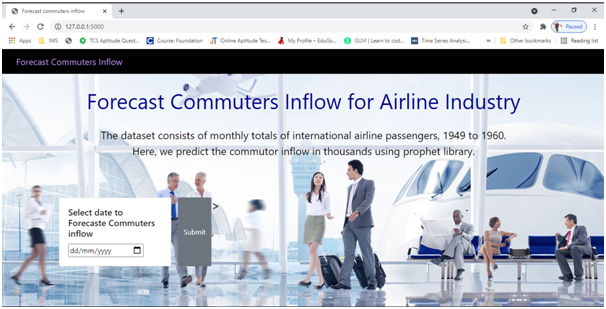 Forecast commuters inflow
127.0.0.1:5000
Paused
Apps
IMS
TCS Aptitude Quest...
Course: Foundation
Online Aptitude Tes...
My Profile – EduGo...
GUVI | Learn to cod...
Time Series Analysi...
»
Other bookmarks
Reading list
Forecast Commuters Inflow
Forecast Commuters Inflow for Airline Industry
The dataset consists of monthly totals of international airline passengers, 1949 to 1960.
Here, we predict the commutor inflow in thousands using prophet library.
Select date to
Forecaste Commuters
inflow
dd/mm/yyyy
Submit
>